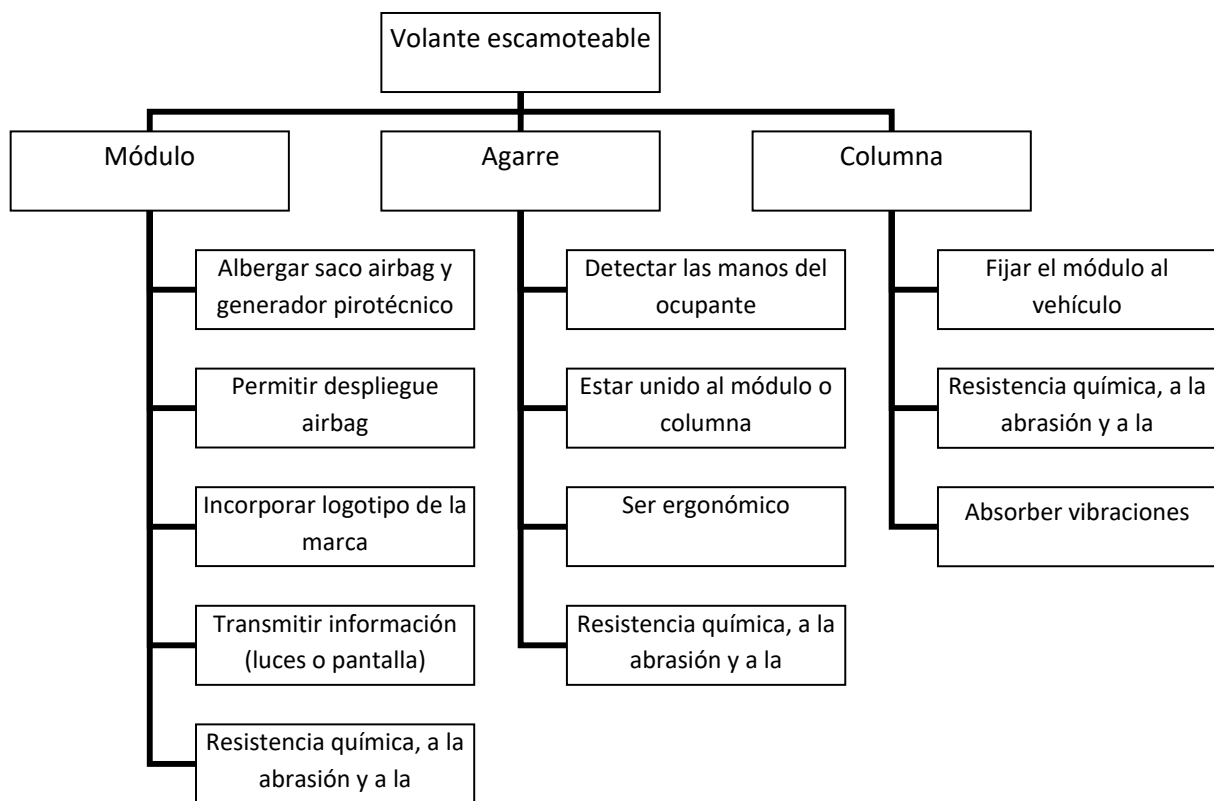 Volante escamoteable
Módulo
Albergar saco airbag y
generador pirotécnico
Permitir despliegue
airbag
Incorporar logotipo de la
marca
Transmitir información
(luces o pantalla)
Resistencia química, a la
abrasión y a la
Agarre
Detectar las manos del
ocupante
Estar unido al módulo o
columna
Ser ergonómico
Resistencia química, a la
abrasión y a la
Columna
Fijar el módulo al
vehículo
Resistencia química, a la
abrasión y a la
Absorber vibraciones